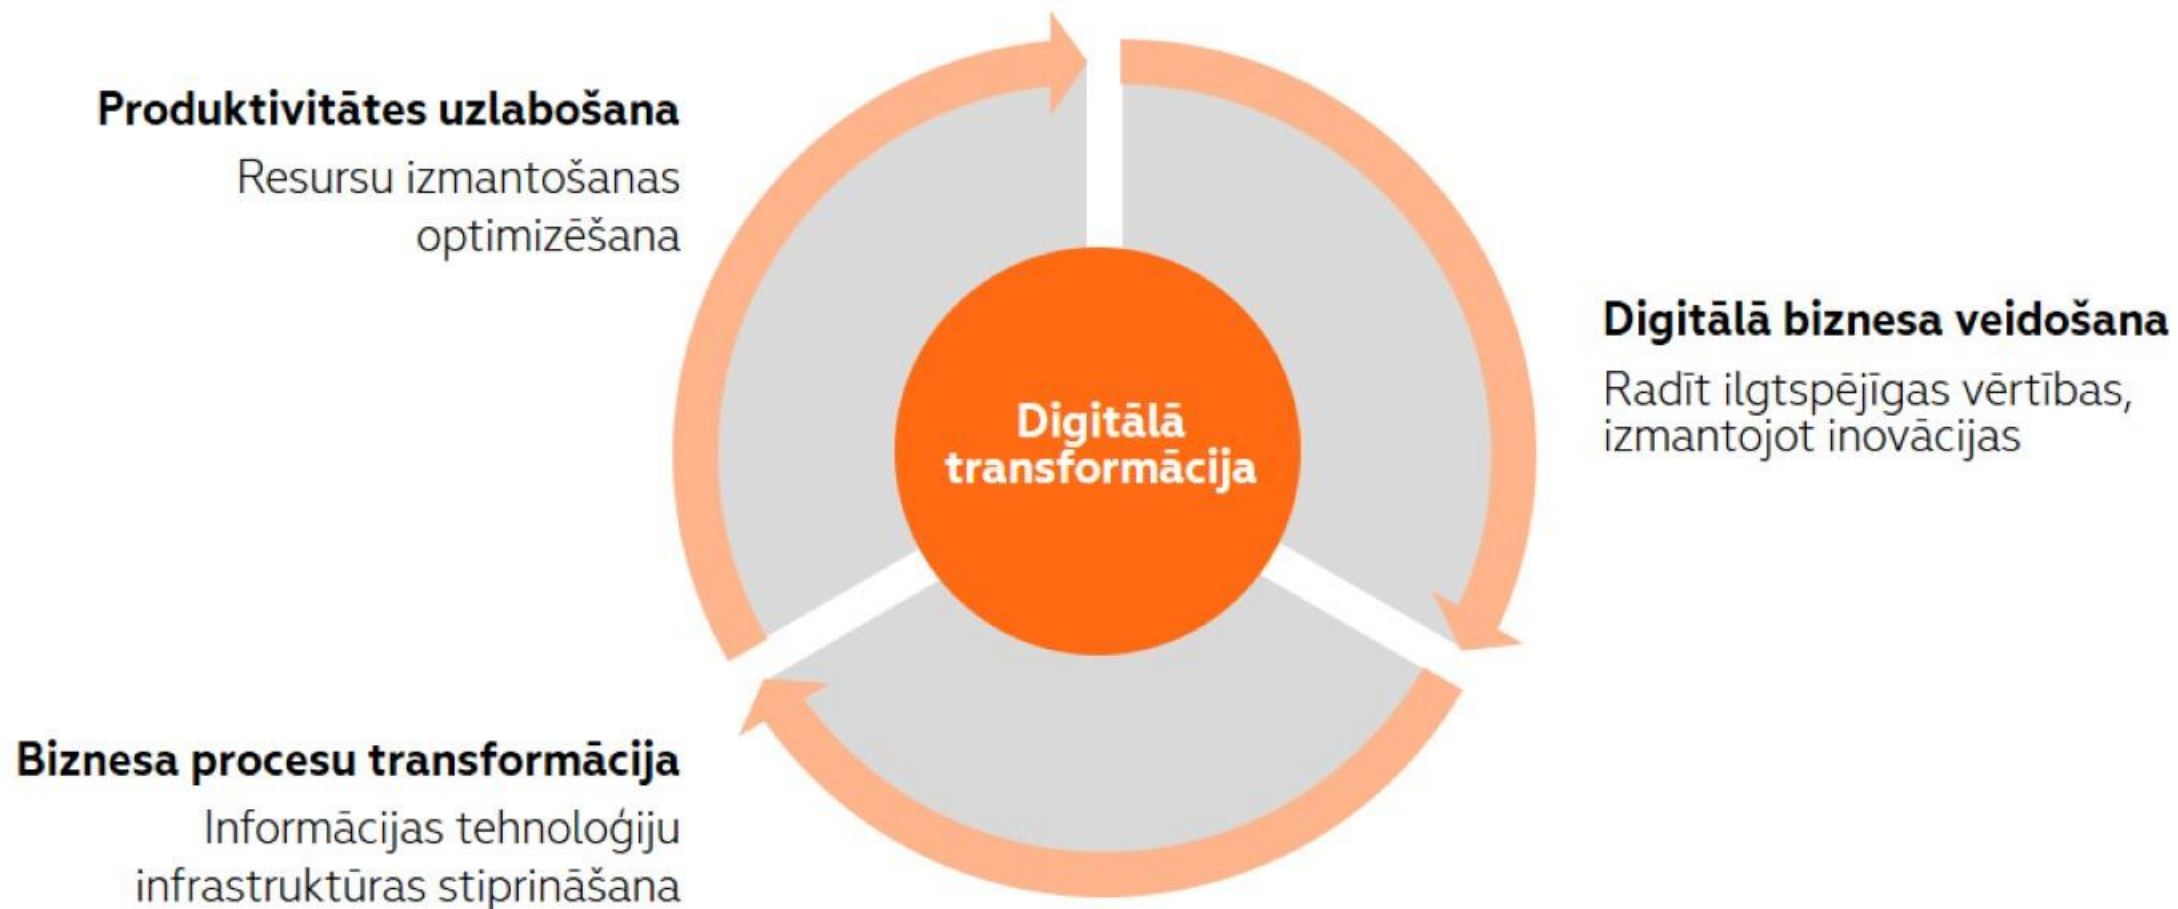 Produktivitātes uzlabošana
Resursu izmantošanas
optimizēšana
Digitālā biznesa veidošana
Radīt ilgtspējīgas vērtības,
izmantojot inovācijas
Digitālā
transformācija
Biznesa procesu transformācija
Informācijas tehnoloģiju
infrastruktūras stiprināšana